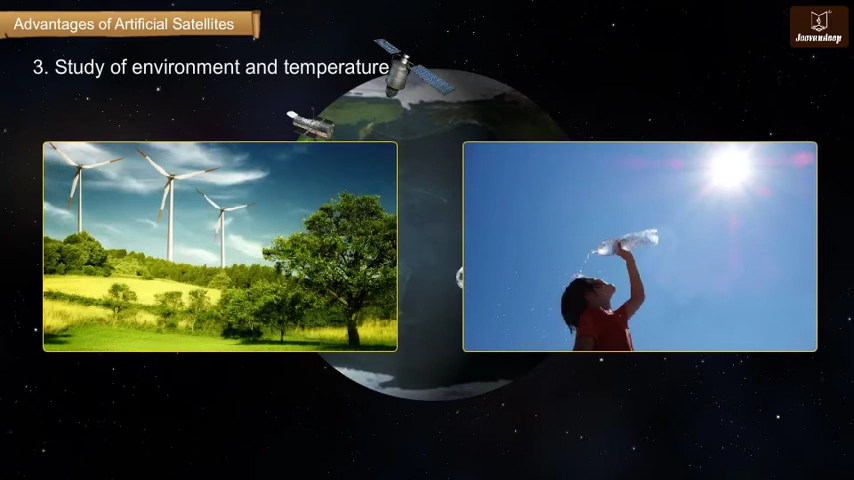 Advantages of Artificial Satellites
3. Study of environment and temperature
Jeevandeep